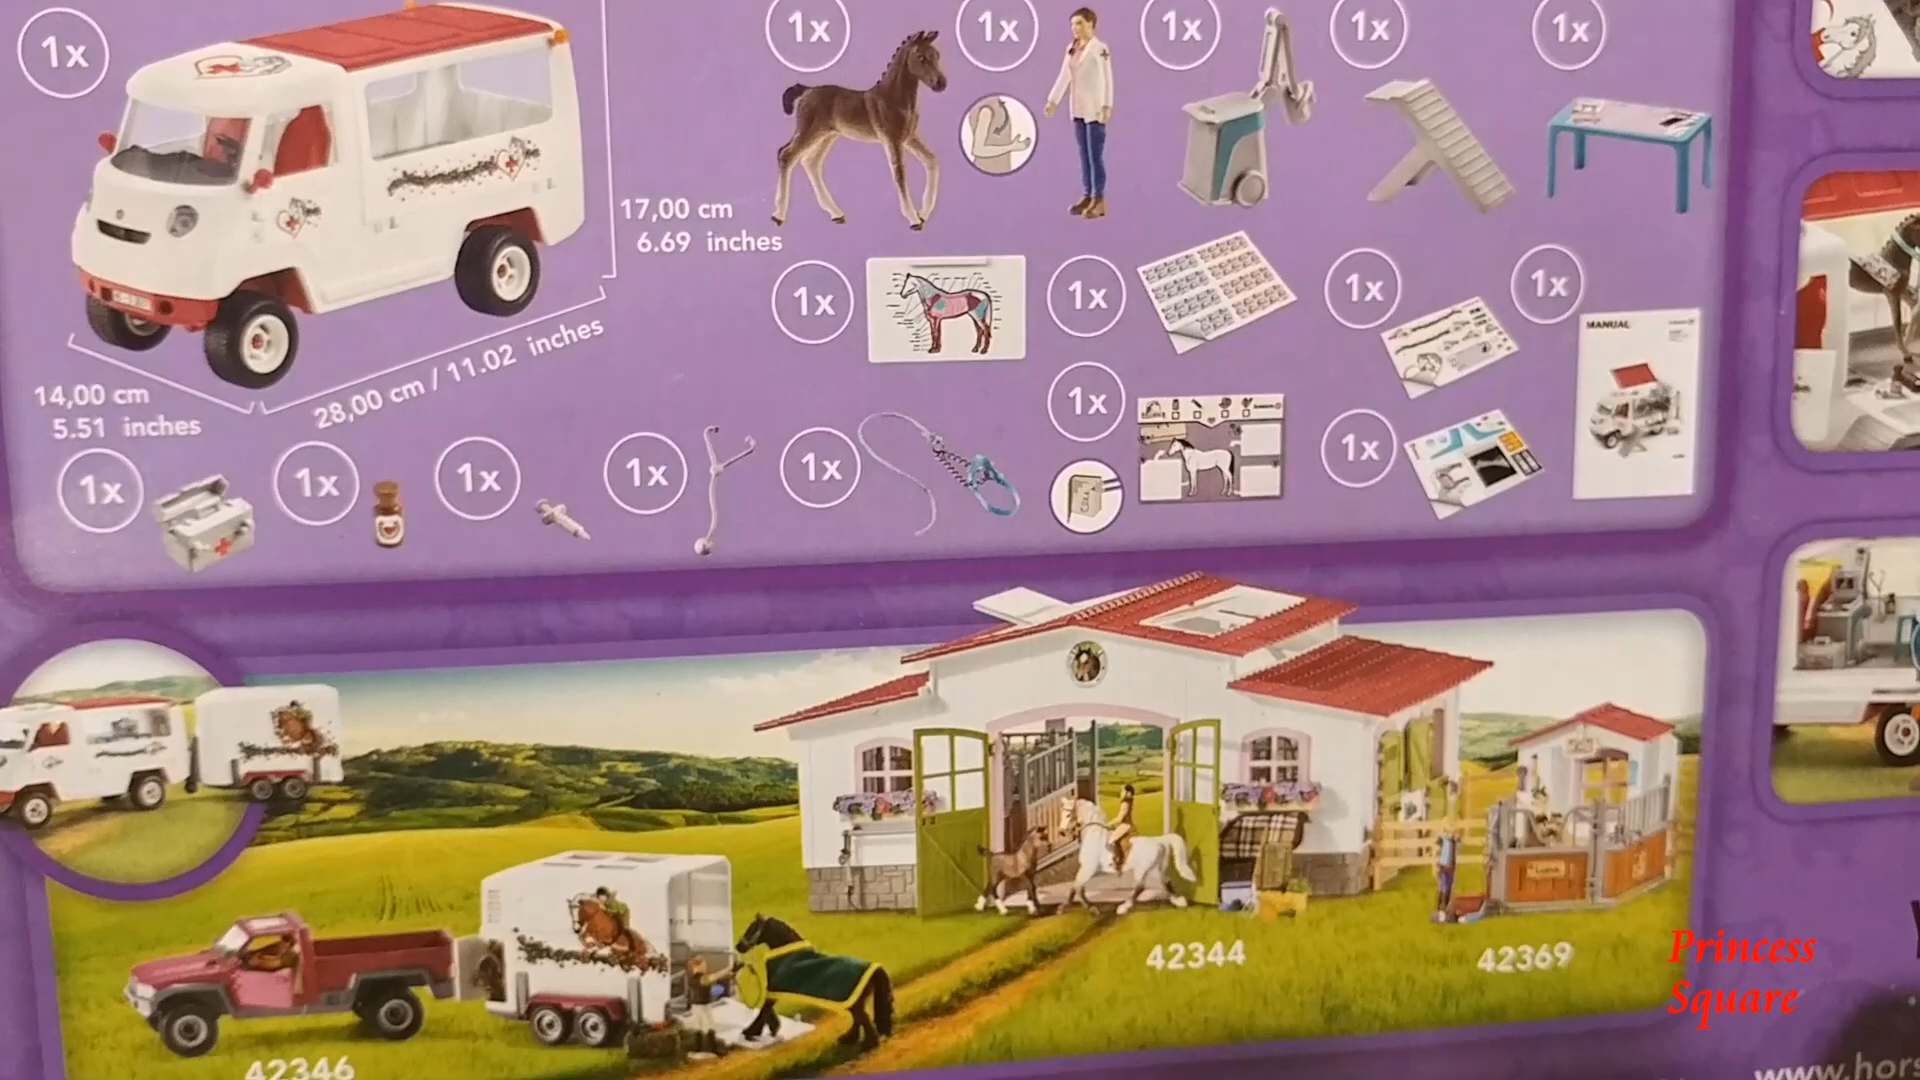 1x
1x
1x
1x
1x
1x
17,00 cm
6.69 inches
14,00 cm
5.51 inches
28,00 cm / 11.02 inches
1x
1x
1x
1x
MANUAL
1x
1x
1x
1x
1x
1x
1x
42344
42369
42346
Princess
Square
www.hors